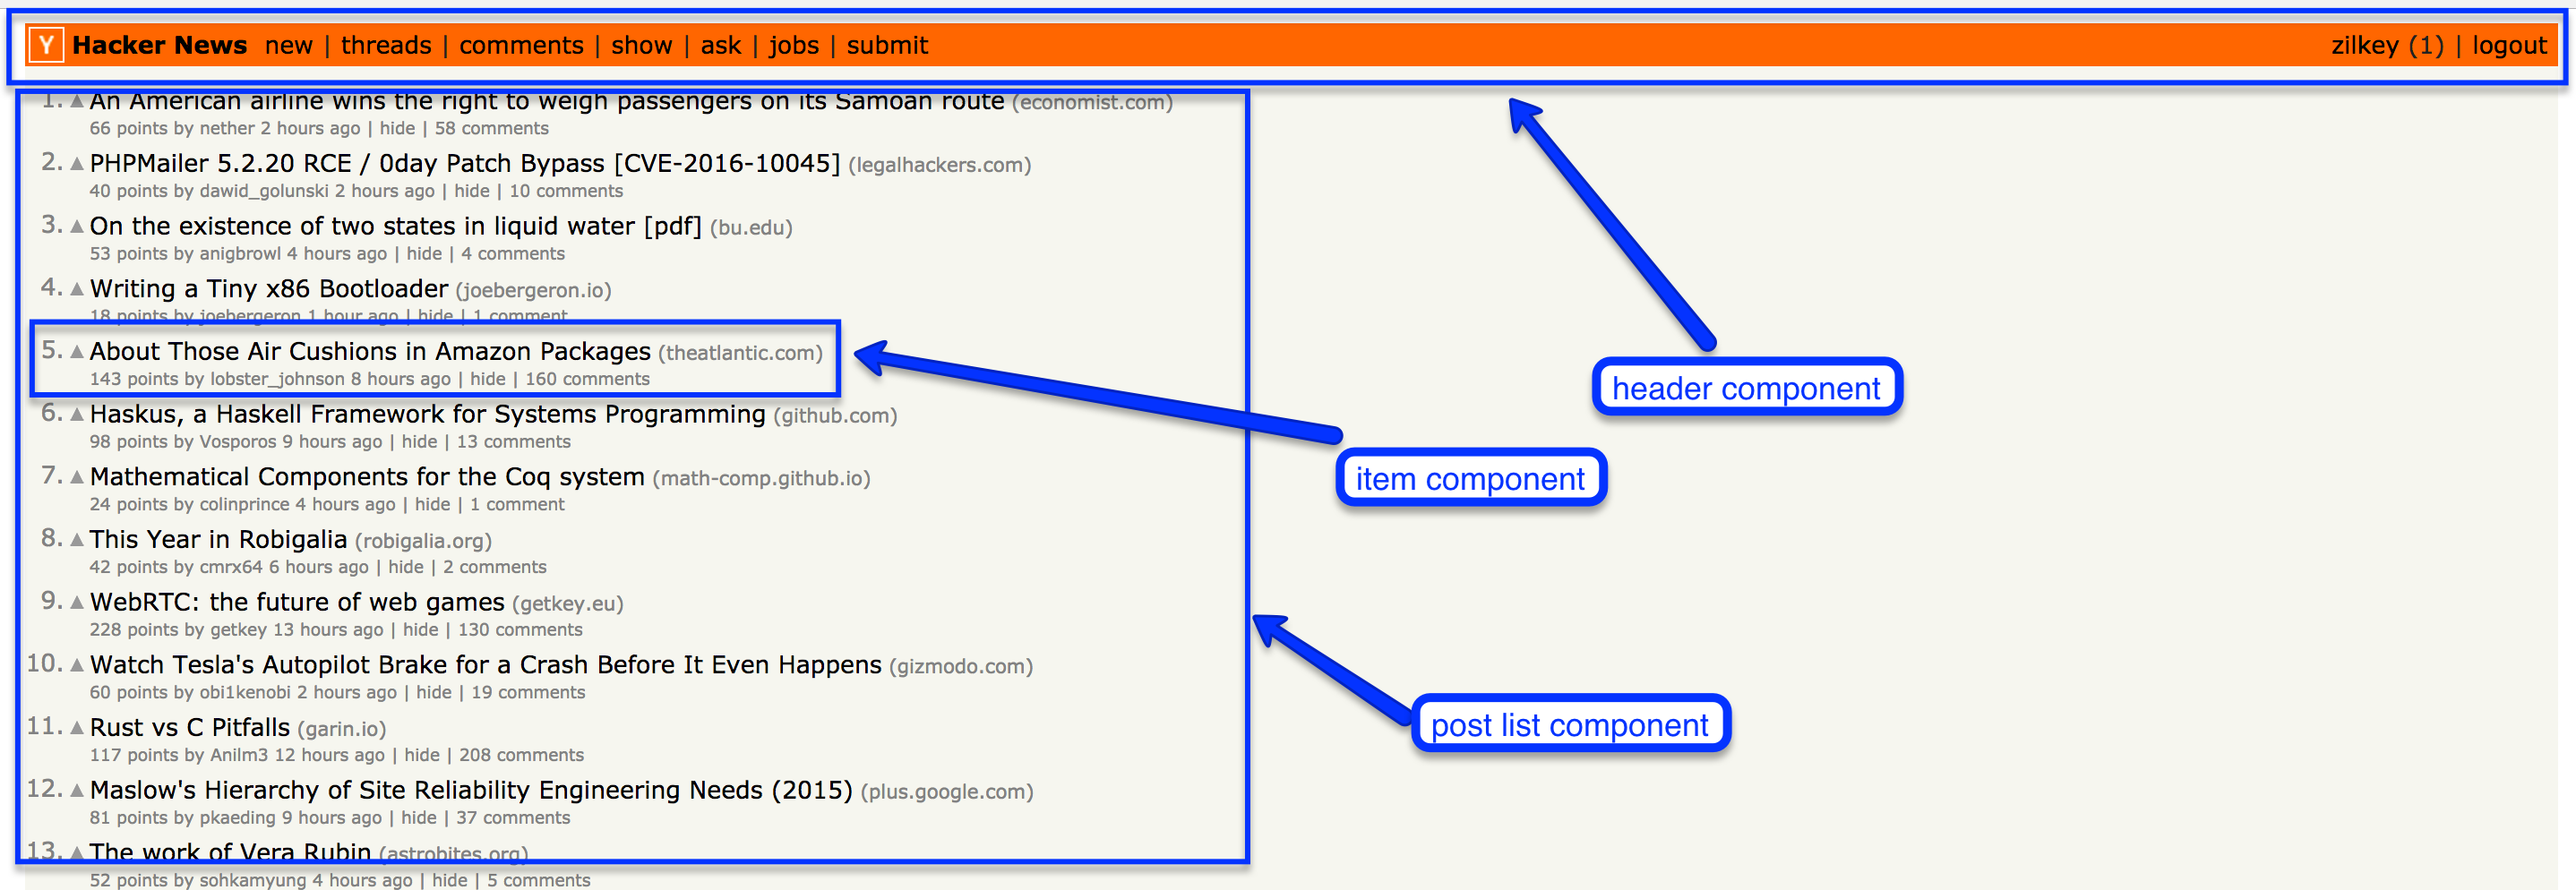 Y Hacker News new | threads | comments | show | ask | jobs | submit zilkey (1) | logout
1. An American airline wins the right to weigh passengers on its Samoan route (economist.com)
66 points by nether 2 hours ago | hide | 58 comments
2. PHPMailer 5.2.20 RCE / 0day Patch Bypass [CVE-2016-10045] (legalhackers.com)
40 points by dawid_golunski 2 hours ago | hide | 10 comments
3. On the existence of two states in liquid water [pdf] (bu.edu)
53 points by anigbrowl 4 hours ago | hide | 4 comments
4. Writing a Tiny x86 Bootloader (joebergeron.io)
18 points by joebergeron 1 hour ago | hide | 1 comment
5. About Those Air Cushions in Amazon Packages (theatlantic.com)
143 points by lobster_johnson 8 hours ago | hide | 160 comments
header component
6. Haskus, a Haskell Framework for Systems Programming (github.com)
98 points by Vosporos 9 hours ago | hide | 13 comments
item component
7. Mathematical Components for the Coq system (math-comp.github.io)
24 points by colinprince 4 hours ago | hide | 1 comment
8. This Year in Robigalia (robigalia.org)
42 points by cmrx64 6 hours ago | hide | 2 comments
9. WebRTC: the future of web games (getkey.eu)
228 points by getkey 13 hours ago | hide | 130 comments
10. Watch Tesla's Autopilot Brake for a Crash Before It Even Happens (gizmodo.com)
60 points by obi1kenobi 2 hours ago | hide | 19 comments
11. Rust vs C Pitfalls (garin.io)
117 points by Anilm3 12 hours ago | hide | 208 comments
post list component
12. Maslow's Hierarchy of Site Reliability Engineering Needs (2015) (plus.google.com)
81 points by pkaeding 9 hours ago | hide | 37 comments
13. The work of Vera Rubin (astrobites.org)
52 points by sohkamyung 4 hours ago | hide | 5 comments